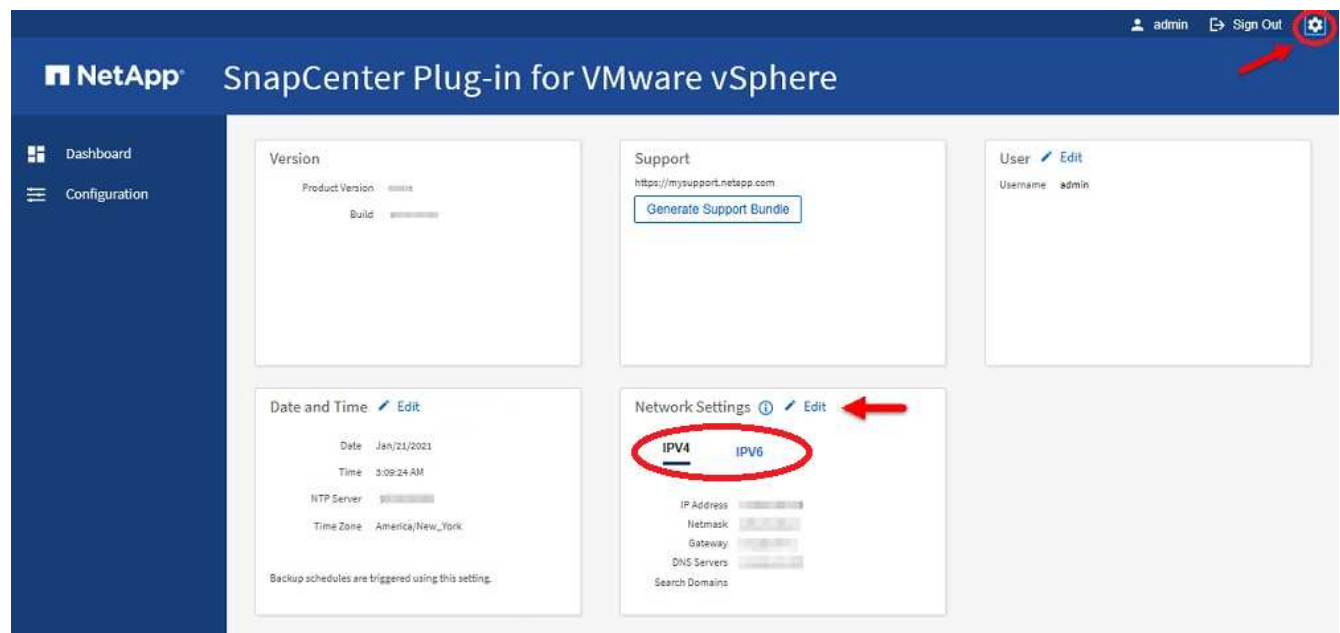 admin Sign Out
NetApp SnapCenter Plug-in for VMware vSphere
Dashboard
Configuration
Version
Product Version
Build
Support
https://mysupport.netapp.com
Generate Support Bundle
User Edit
Username admin
Date and Time Edit
Date Jan/21/2021
Time 3:09:24 AM
NTP Server
Time Zone America/New_York
Backup schedules are triggered using this setting.
Network Settings Edit
IPV4 IPV6
IP Address
Netmask
Gateway
DNS Servers
Search Domains